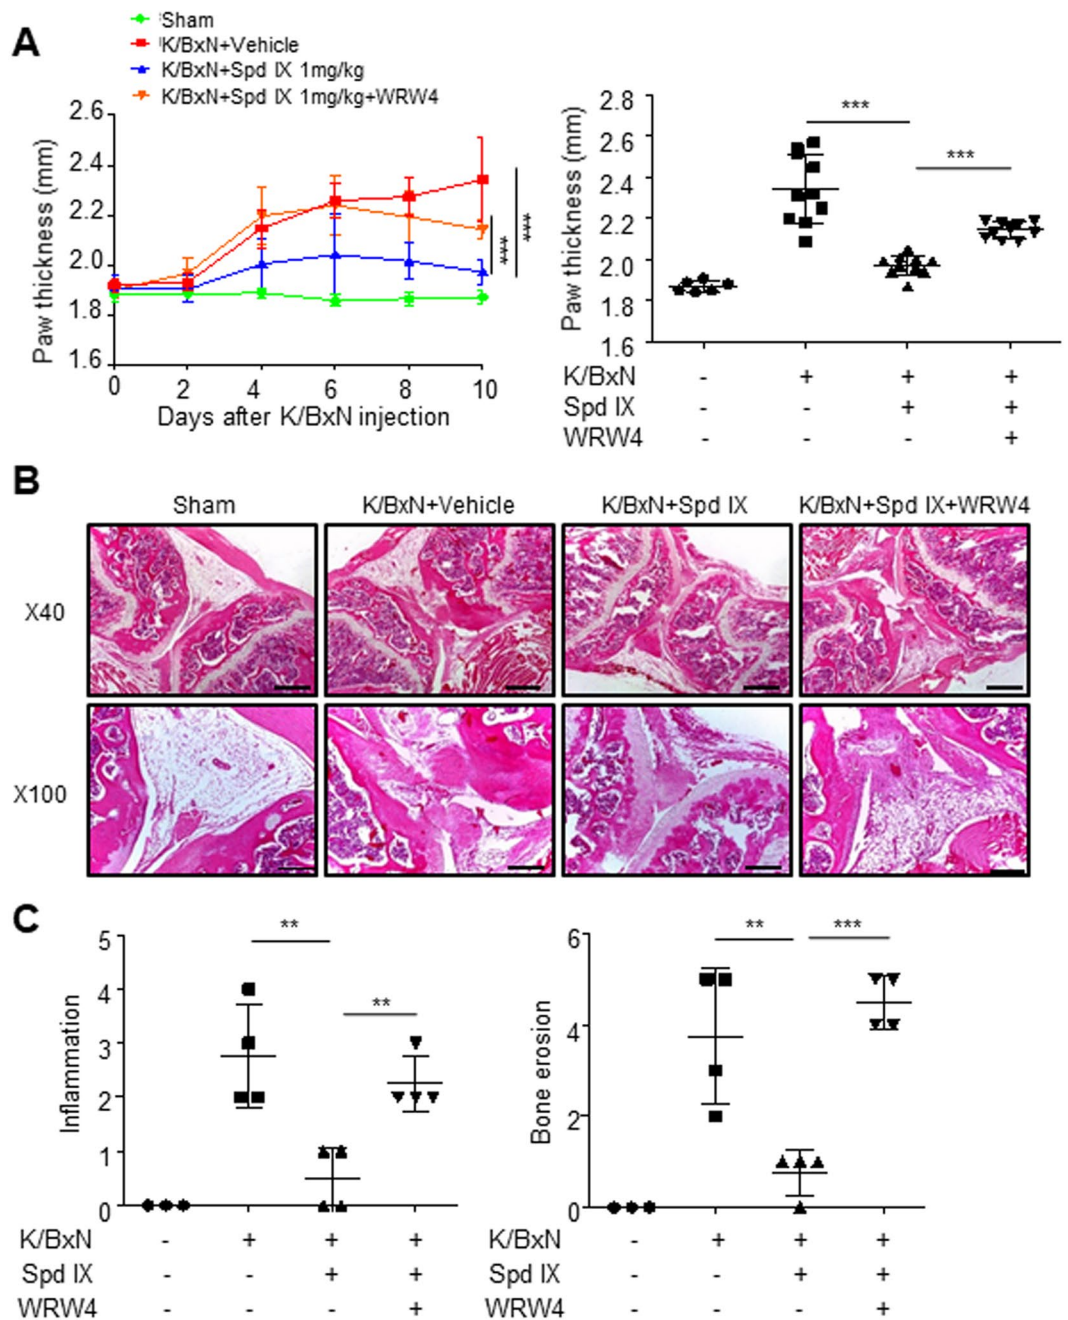 A
Sham
K/BxN+Vehicle
K/BxN+Spd IX 1mg/kg
K/BxN+Spd IX 1mg/kg+WRW4
Paw thickness (mm)
2.6
2.4
2.2
2.0
1.8
1.6
0 2 4 6 8 10
Days after K/BxN injection
***
***
Paw thickness (mm)
2.8
2.6
2.4
2.2
2.0
1.8
1.6
*** ***
K/BxN - + + +
Spd IX - - + +
WRW4 - - - +
B
Sham K/BxN+Vehicle K/BxN+Spd IX K/BxN+Spd IX+WRW4
X40
X100
C
Inflammation
5
4
3
2
1
0
** **
K/BxN - + + +
Spd IX - - + +
WRW4 - - - +
Bone erosion
6
4
2
0
** ***
K/BxN - + + +
Spd IX - - + +
WRW4 - - - +